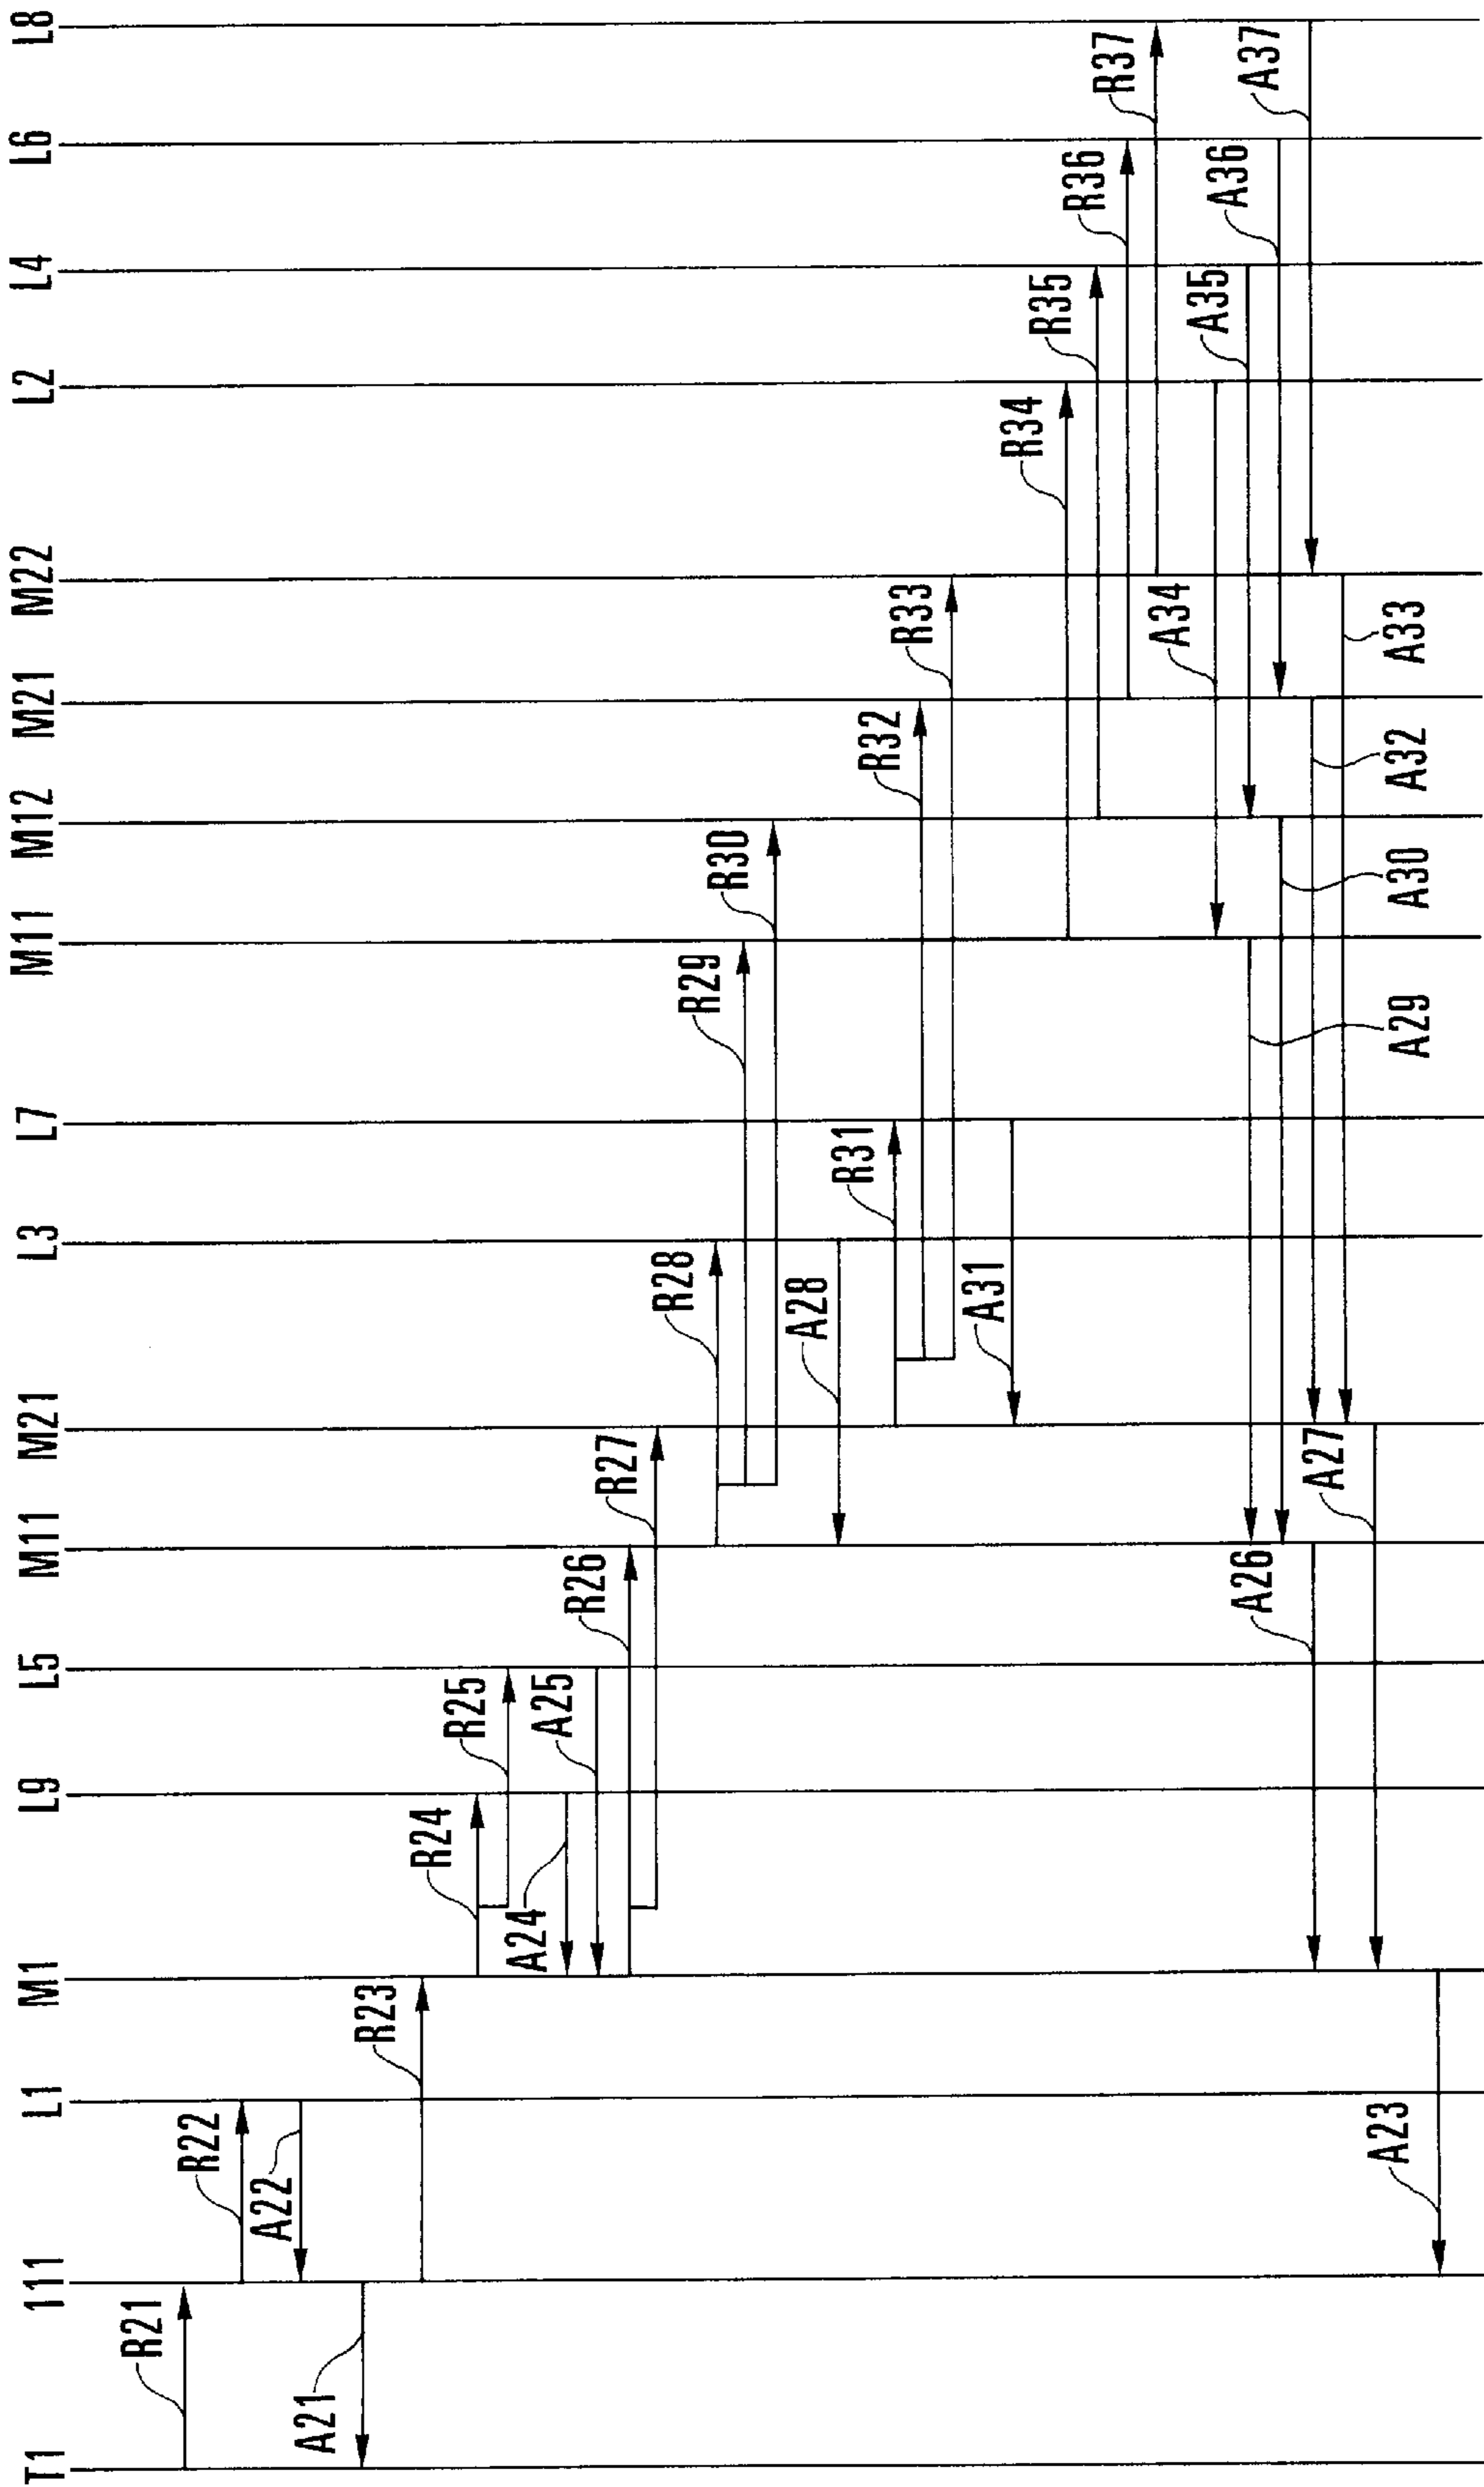 T1
111
L1
M1
L9
L5
M11
M21
L3
L7
M11
M12
M21
M22
L2
L4
L6
L8
R21
R22
A22
A21
R23
R24
R25
A24
A25
R26
R27
R28
R29
R30
A28
R31
R32
R33
A31
R34
R35
R36
R37
A34
A35
A36
A37
A26
A27
A29
A30
A32
A33
A23